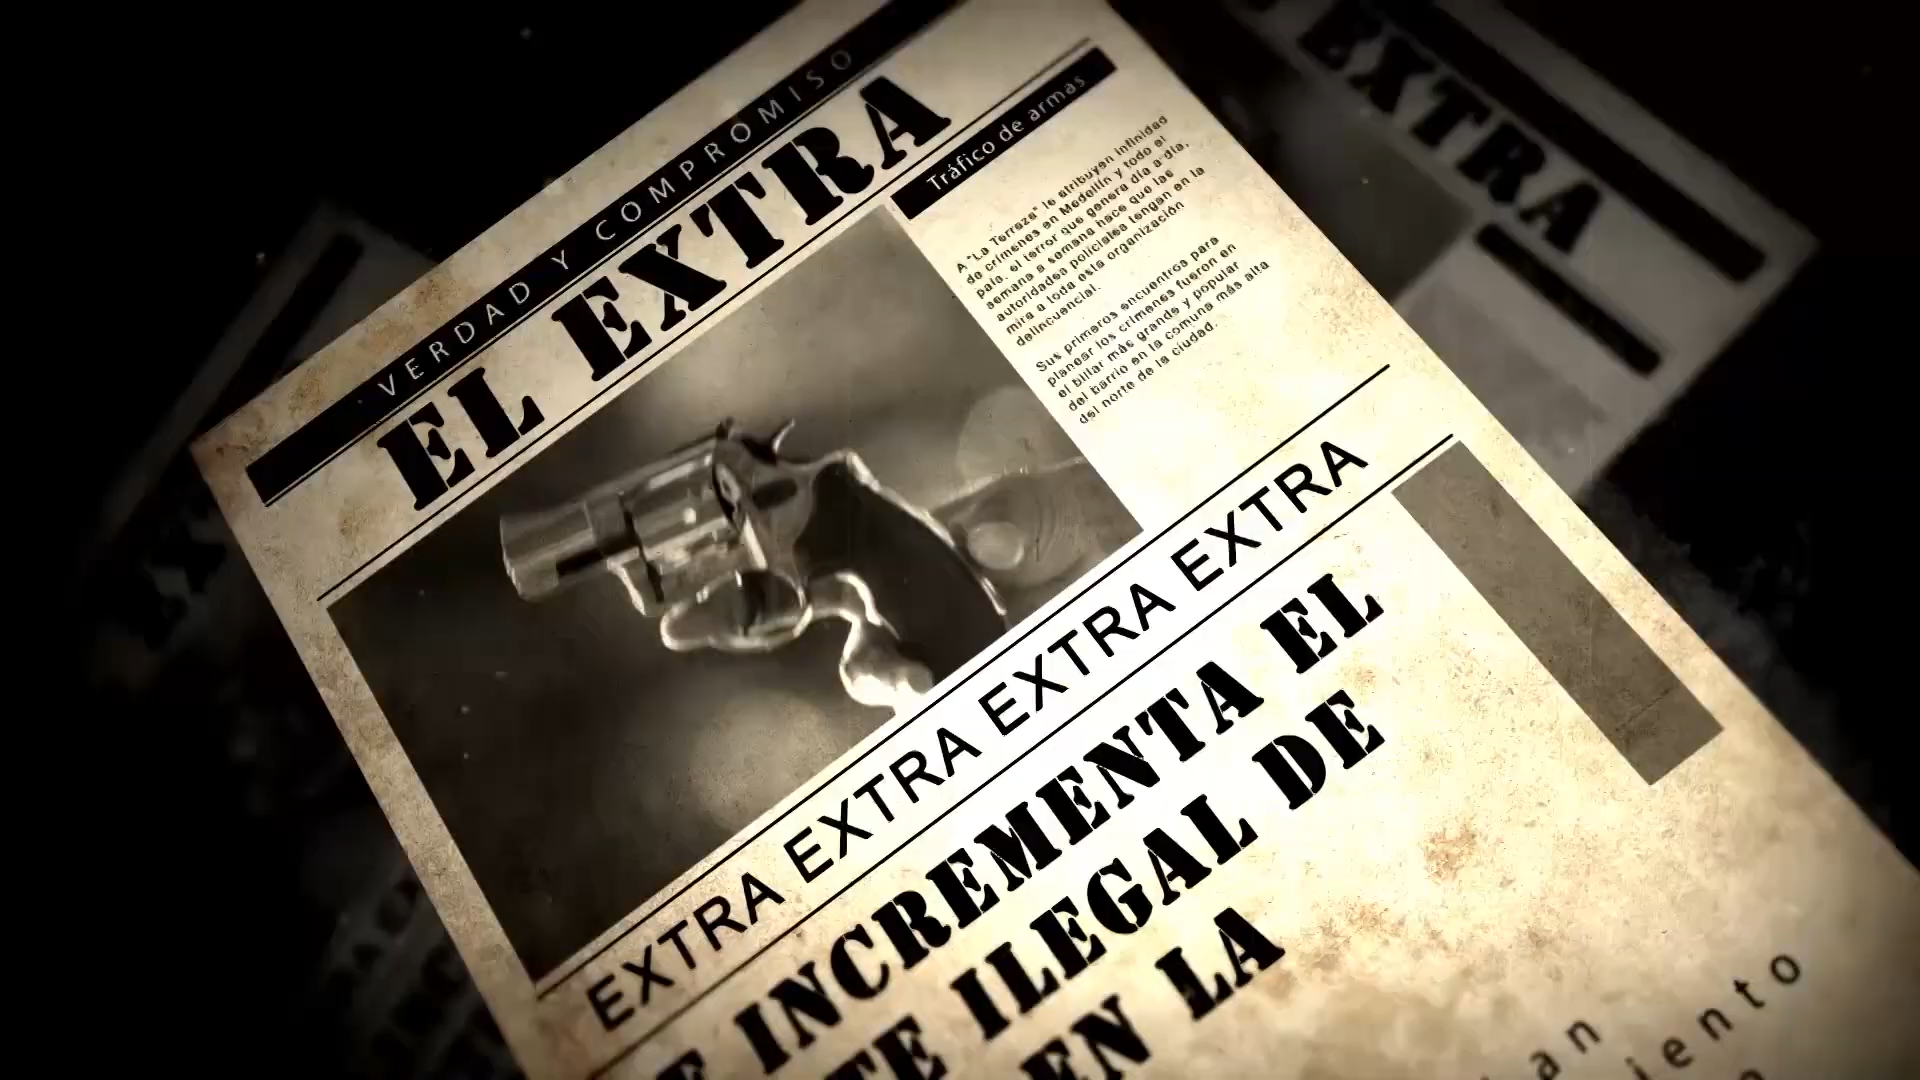 VERDAD Y COMPROMISO
EL EXTRA
Tráfico de armas
A "La Terraza" le atribuyen infinidad
de crímenes en Medellín y todo el
país, el terror que genera día a día,
semana a semana hace que las
autoridades policiales tengan en la
mira a toda esta organización
delincuencial.
Sus primeros encuentros para
planear los crímenes fueron en
el billar más grande y popular
del barrio en la comuna más alta
del norte de la ciudad.
EXTRA EXTRA EXTRA EXTRA EXTRA
INCREMENTA EL
ILEGAL DE
EN LA
EXTRA